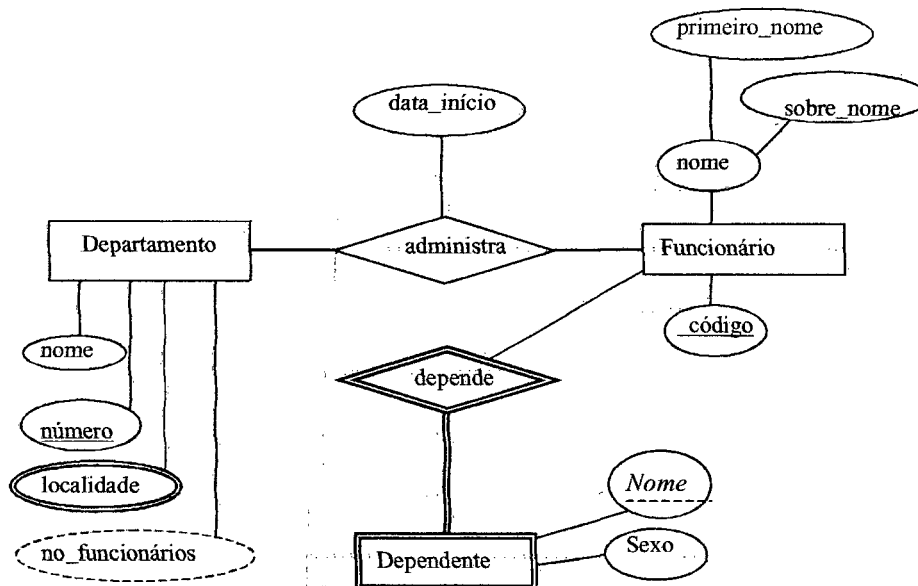 primeiro_nome
data_início
sobre_nome
nome
Departamento
administra
Funcionário
código
nome
depende
número
localidade
Nome
no_funcionários
Sexo
Dependente